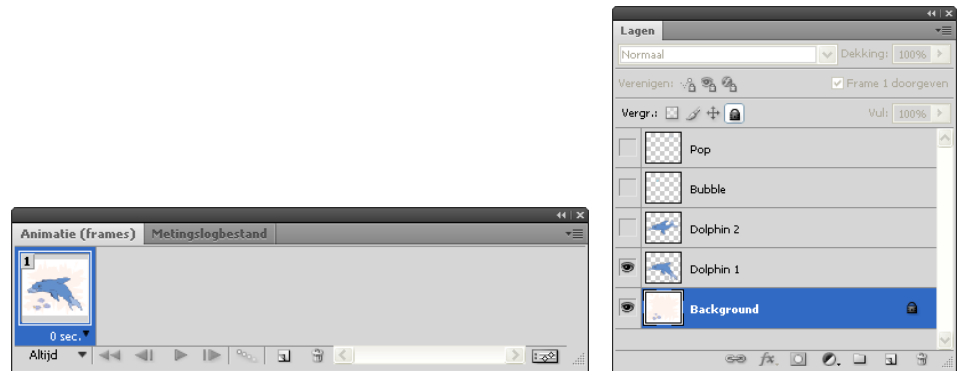 Animatie (frames) Metingslogbestand
1
0 sec.
Altijd
Lagen
Normaal Dekking: 100%
Verenigen: Frame 1 doorgeven
Vergr.: Vul: 100%
Pop
Bubble
Dolphin 2
Dolphin 1
Background
fx.